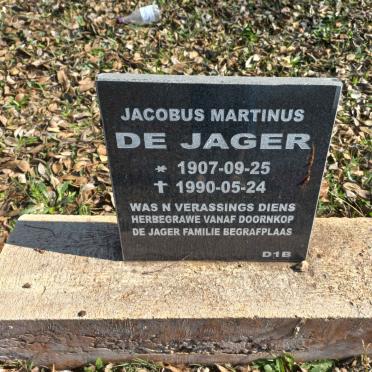 JACOBUS MARTINUS
DE JAGER
* 1907-09-25
✝ 1990-05-24
WAS N VERASSINGS DIENS
HERBEGRAWE VANAF DOORNKOP
DE JAGER FAMILIE BEGRAFPLAAS
D1B